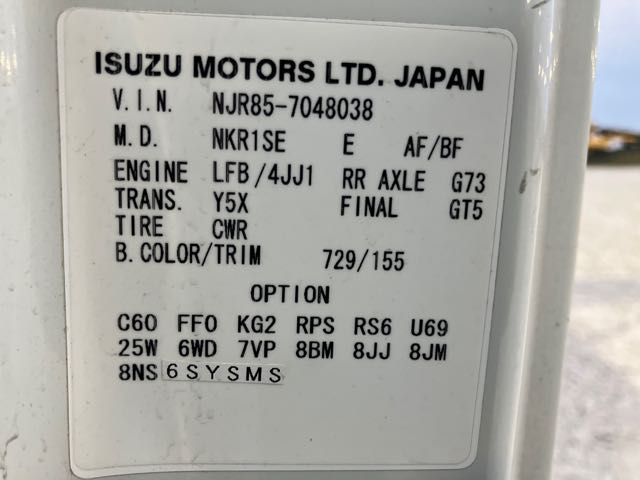 ISUZU MOTORS LTD. JAPAN
V.I.N. NJR85-7048038
M.D. NKR1SE E AF/BF
ENGINE LFB/4JJ1 RR AXLE G73
TRANS. Y5X FINAL GT5
TIRE CWR
B.COLOR/TRIM 729/155
OPTION
C60 FF0 KG2 RPS RS6 U69
25W 6WD 7VP 8BM 8JJ 8JM
8NS 6SYSMS